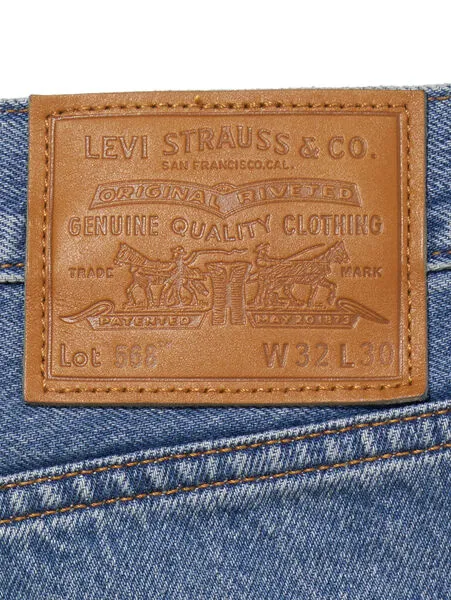 LEVI STRAUSS & CO.
SAN FRANCISCO, CAL.
ORIGINAL RIVETED
GENUINE QUALITY CLOTHING
TRADE MARK
PATENTED MAY 20 1873
Lot 568™ W 32 L 30